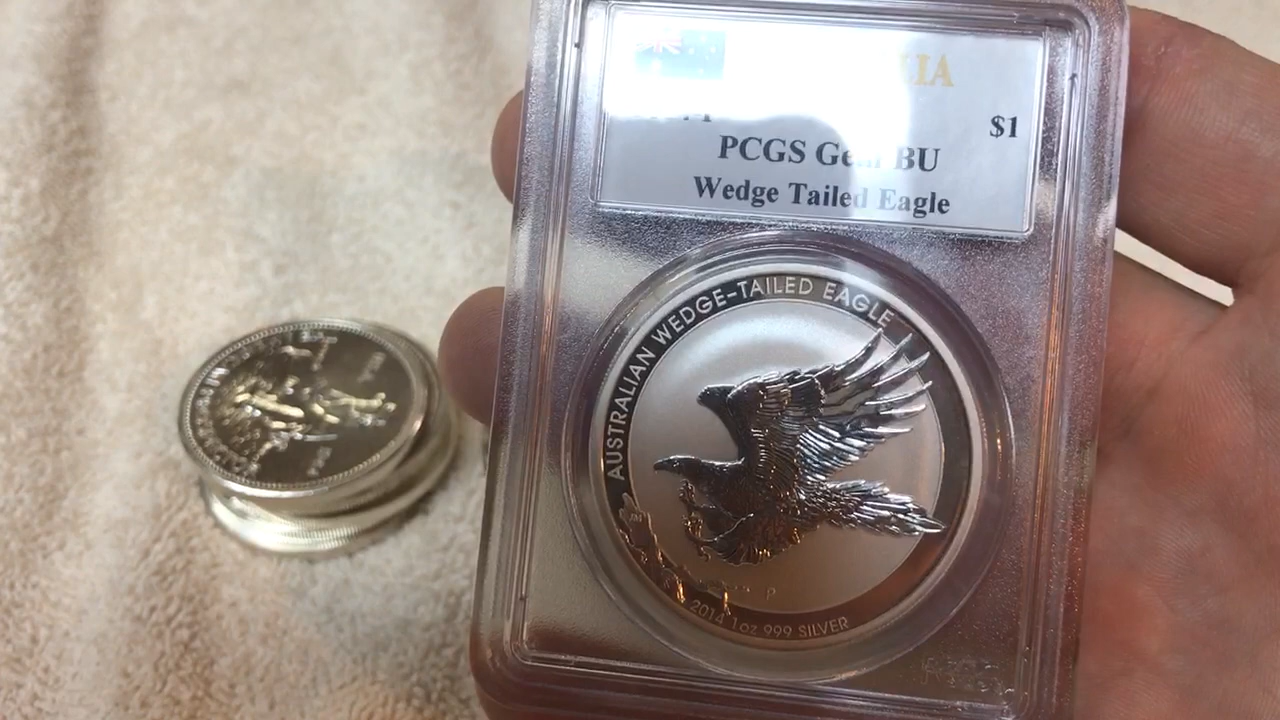 $1
PCGS BU
Wedge Tailed Eagle
AUSTRALIAN WEDGE-TAILED EAGLE
P
2014 1oz 999 SILVER